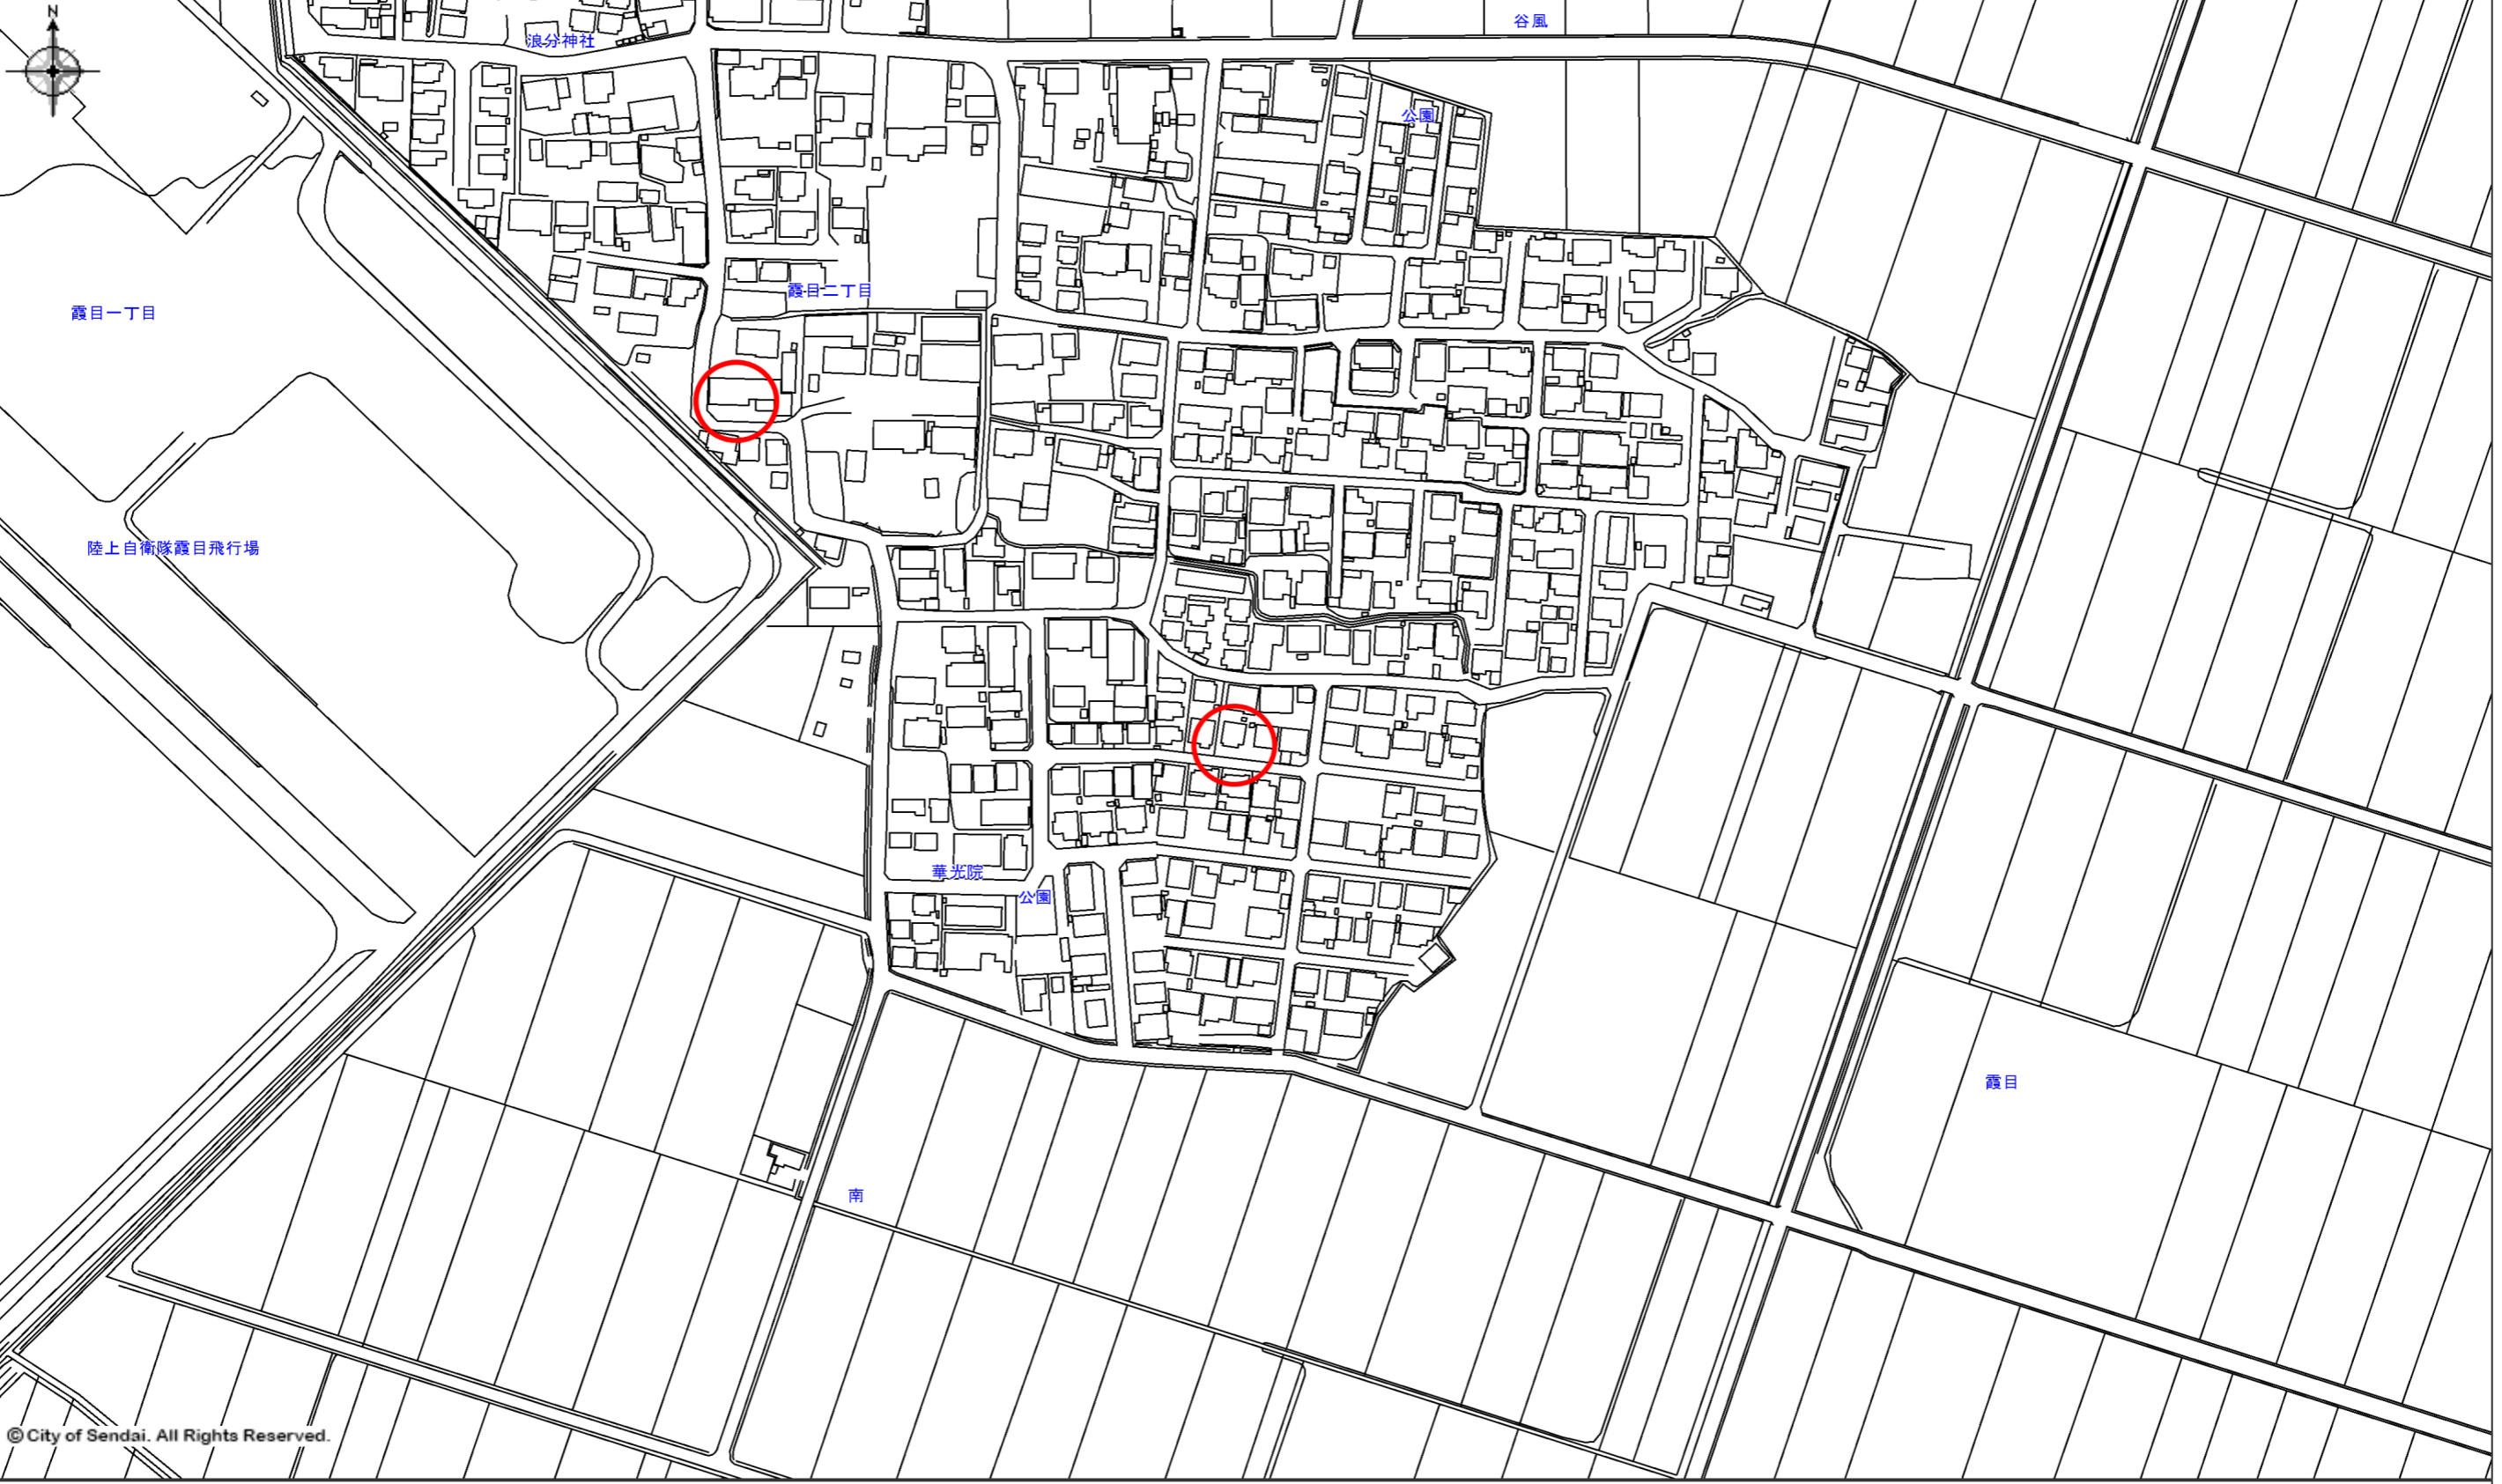 N
谷風
浪分神社
公園
霞目二丁目
霞目一丁目
陸上自衛隊霞目飛行場
華光院
公園
霞目
南
© City of Sendai. All Rights Reserved.